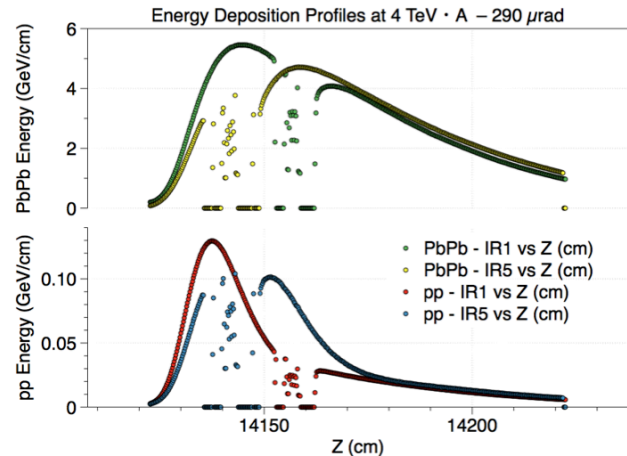 Energy Deposition Profiles at 4 TeV · A – 290 μrad
PbPb Energy (GeV/cm)
6
4
2
0
pp Energy (GeV/cm)
0.10
0.05
0
PbPb - IR1 vs Z (cm)
PbPb - IR5 vs Z (cm)
pp - IR1 vs Z (cm)
pp - IR5 vs Z (cm)
14150
14200
Z (cm)